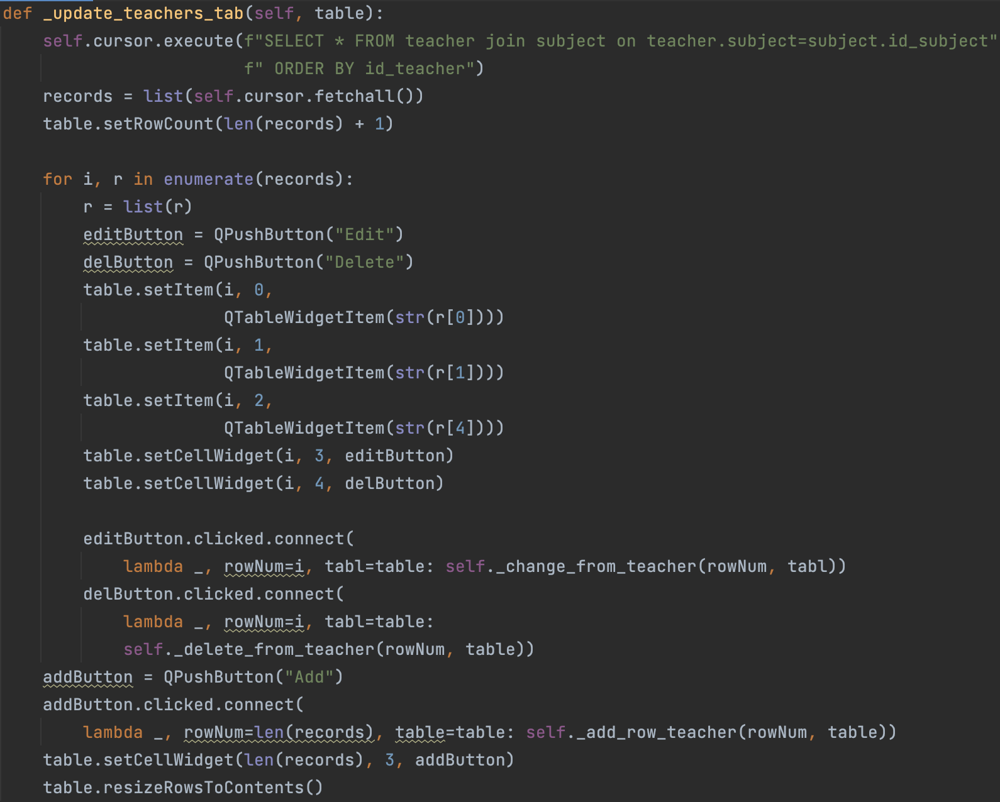 def _update_teachers_tab(self, table):
    self.cursor.execute(f"SELECT * FROM teacher join subject on teacher.subject=subject.id_subject"
                        f" ORDER BY id_teacher")
    records = list(self.cursor.fetchall())
    table.setRowCount(len(records) + 1)

    for i, r in enumerate(records):
        r = list(r)
        editButton = QPushButton("Edit")
        delButton = QPushButton("Delete")
        table.setItem(i, 0,
                      QTableWidgetItem(str(r[0])))
        table.setItem(i, 1,
                      QTableWidgetItem(str(r[1])))
        table.setItem(i, 2,
                      QTableWidgetItem(str(r[4])))
        table.setCellWidget(i, 3, editButton)
        table.setCellWidget(i, 4, delButton)

        editButton.clicked.connect(
            lambda _, rowNum=i, tabl=table: self._change_from_teacher(rowNum, tabl))
        delButton.clicked.connect(
            lambda _, rowNum=i, tabl=table:
            self._delete_from_teacher(rowNum, table))
    addButton = QPushButton("Add")
    addButton.clicked.connect(
        lambda _, rowNum=len(records), table=table: self._add_row_teacher(rowNum, table))
    table.setCellWidget(len(records), 3, addButton)
    table.resizeRowsToContents()